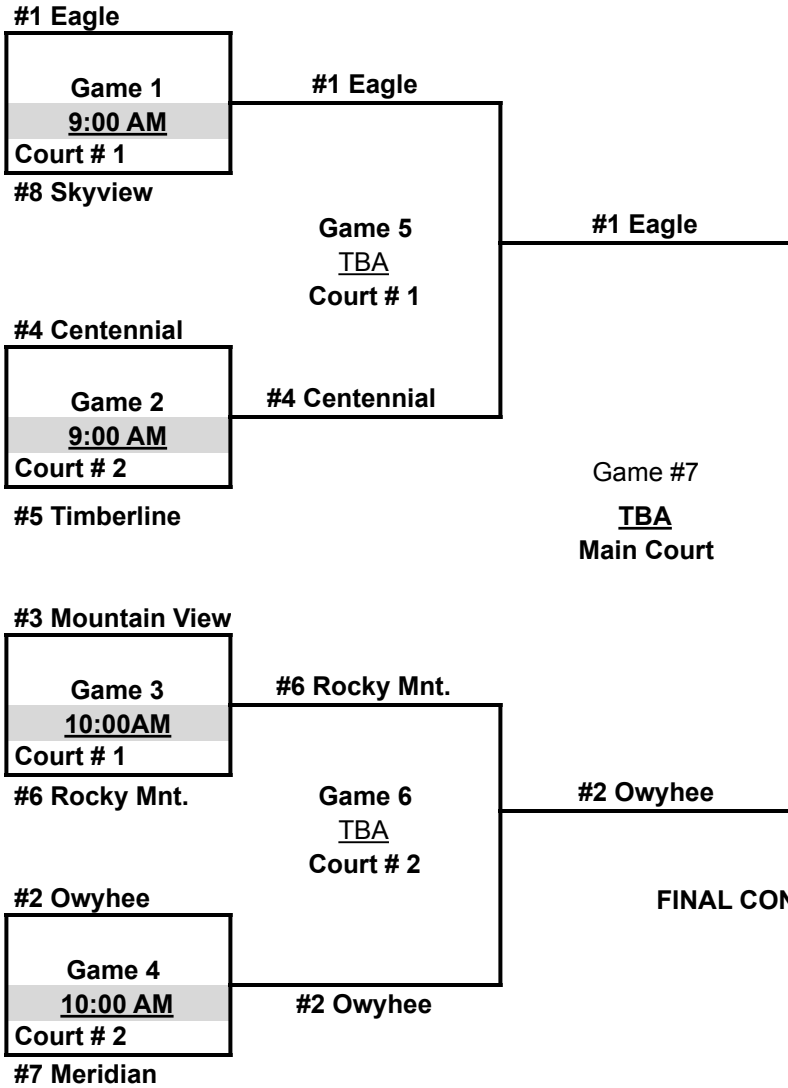 #1 Eagle
Game 1
9:00 AM
Court # 1
#8 Skyview
#1 Eagle
Game 5
TBA
Court # 1
#1 Eagle
#4 Centennial
Game 2
9:00 AM
Court # 2
#5 Timberline
#4 Centennial
Game #7
TBA
Main Court
#3 Mountain View
Game 3
10:00AM
Court # 1
#6 Rocky Mnt.
#6 Rocky Mnt.
Game 6
TBA
Court # 2
#2 Owyhee
#2 Owyhee
Game 4
10:00 AM
Court # 2
#7 Meridian
#2 Owyhee
FINAL